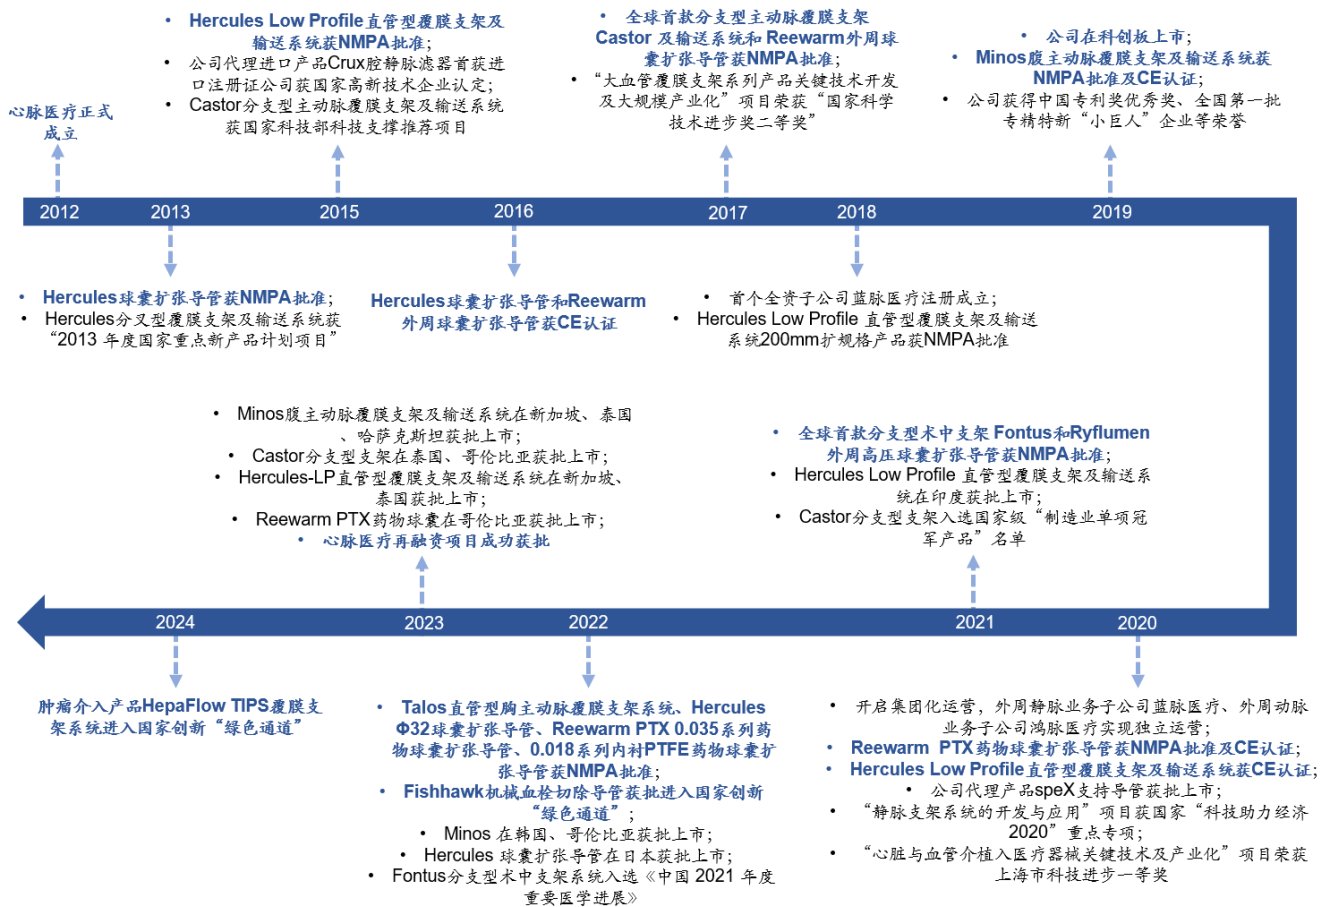 • Hercules Low Profile直管型覆膜支架及
输送系统获NMPA批准;
• 公司代理进口产品Crux腔静脉滤器首获进
口注册证公司获国家高新技术企业认定;
• Castor分支型主动脉覆膜支架及输送系统
获国家科技部科技支撑推荐项目
• 全球首款分支型主动脉覆膜支架
Castor 及输送系统和 Reewarm外周球
囊扩张导管获NMPA批准;
• “大血管覆膜支架系列产品关键技术开发
及大规模产业化”项目荣获“国家科学
技术进步奖二等奖”
• 公司在科创板上市;
• Minos腹主动脉覆膜支架及输送系统获
NMPA批准及CE认证;
• 公司获得中国专利奖优秀奖、全国第一批
专精特新“小巨人”企业等荣誉
心脉医疗正式
成立
2012
2013
2015
2016
2017
2018
2019
• Hercules球囊扩张导管获NMPA批准;
• Hercules分叉型覆膜支架及输送系统获
“2013 年度国家重点新产品计划项目”
Hercules球囊扩张导管和Reewarm
外周球囊扩张导管获CE认证
• 首个全资子公司蓝脉医疗注册成立;
• Hercules Low Profile 直管型覆膜支架及输送
系统200mm扩规格产品获NMPA批准
• Minos腹主动脉覆膜支架及输送系统在新加坡、泰国
、哈萨克斯坦获批上市;
• Castor分支型支架在泰国、哥伦比亚获批上市;
• Hercules-LP直管型覆膜支架及输送系统在新加坡、
泰国获批上市;
• Reewarm PTX药物球囊在哥伦比亚获批上市;
• 心脉医疗再融资项目成功获批
• 全球首款分支型术中支架 Fontus和Ryflumen
外周高压球囊扩张导管获NMPA批准;
• Hercules Low Profile 直管型覆膜支架及输送系
统在印度获批上市;
• Castor分支型支架入选国家级“制造业单项冠
军产品”名单
2024
2023
2022
2021
2020
肿瘤介入产品HepaFlow TIPS覆膜支
架系统进入国家创新“绿色通道”
• Talos直管型胸主动脉覆膜支架系统、Hercules
Φ32球囊扩张导管、Reewarm PTX 0.035系列药
物球囊扩张导管、0.018系列内衬PTFE药物球囊扩
张导管获NMPA批准;
• Fishhawk机械血栓切除导管获批进入国家创新
“绿色通道”;
• Minos 在韩国、哥伦比亚获批上市;
• Hercules 球囊扩张导管在日本获批上市;
• Fontus分支型术中支架系统入选《中国 2021 年度
重要医学进展》
• 开启集团化运营，外周静脉业务子公司蓝脉医疗、外周动脉
业务子公司鸿脉医疗实现独立运营;
• Reewarm PTX药物球囊扩张导管获NMPA批准及CE认证;
• Hercules Low Profile直管型覆膜支架及输送系统获CE认证;
• 公司代理产品speX支持导管获批上市;
• “静脉支架系统的开发与应用”项目获国家“科技助力经济
2020”重点专项;
• “心脏与血管介植入医疗器械关键技术及产业化”项目荣获
上海市科技进步一等奖